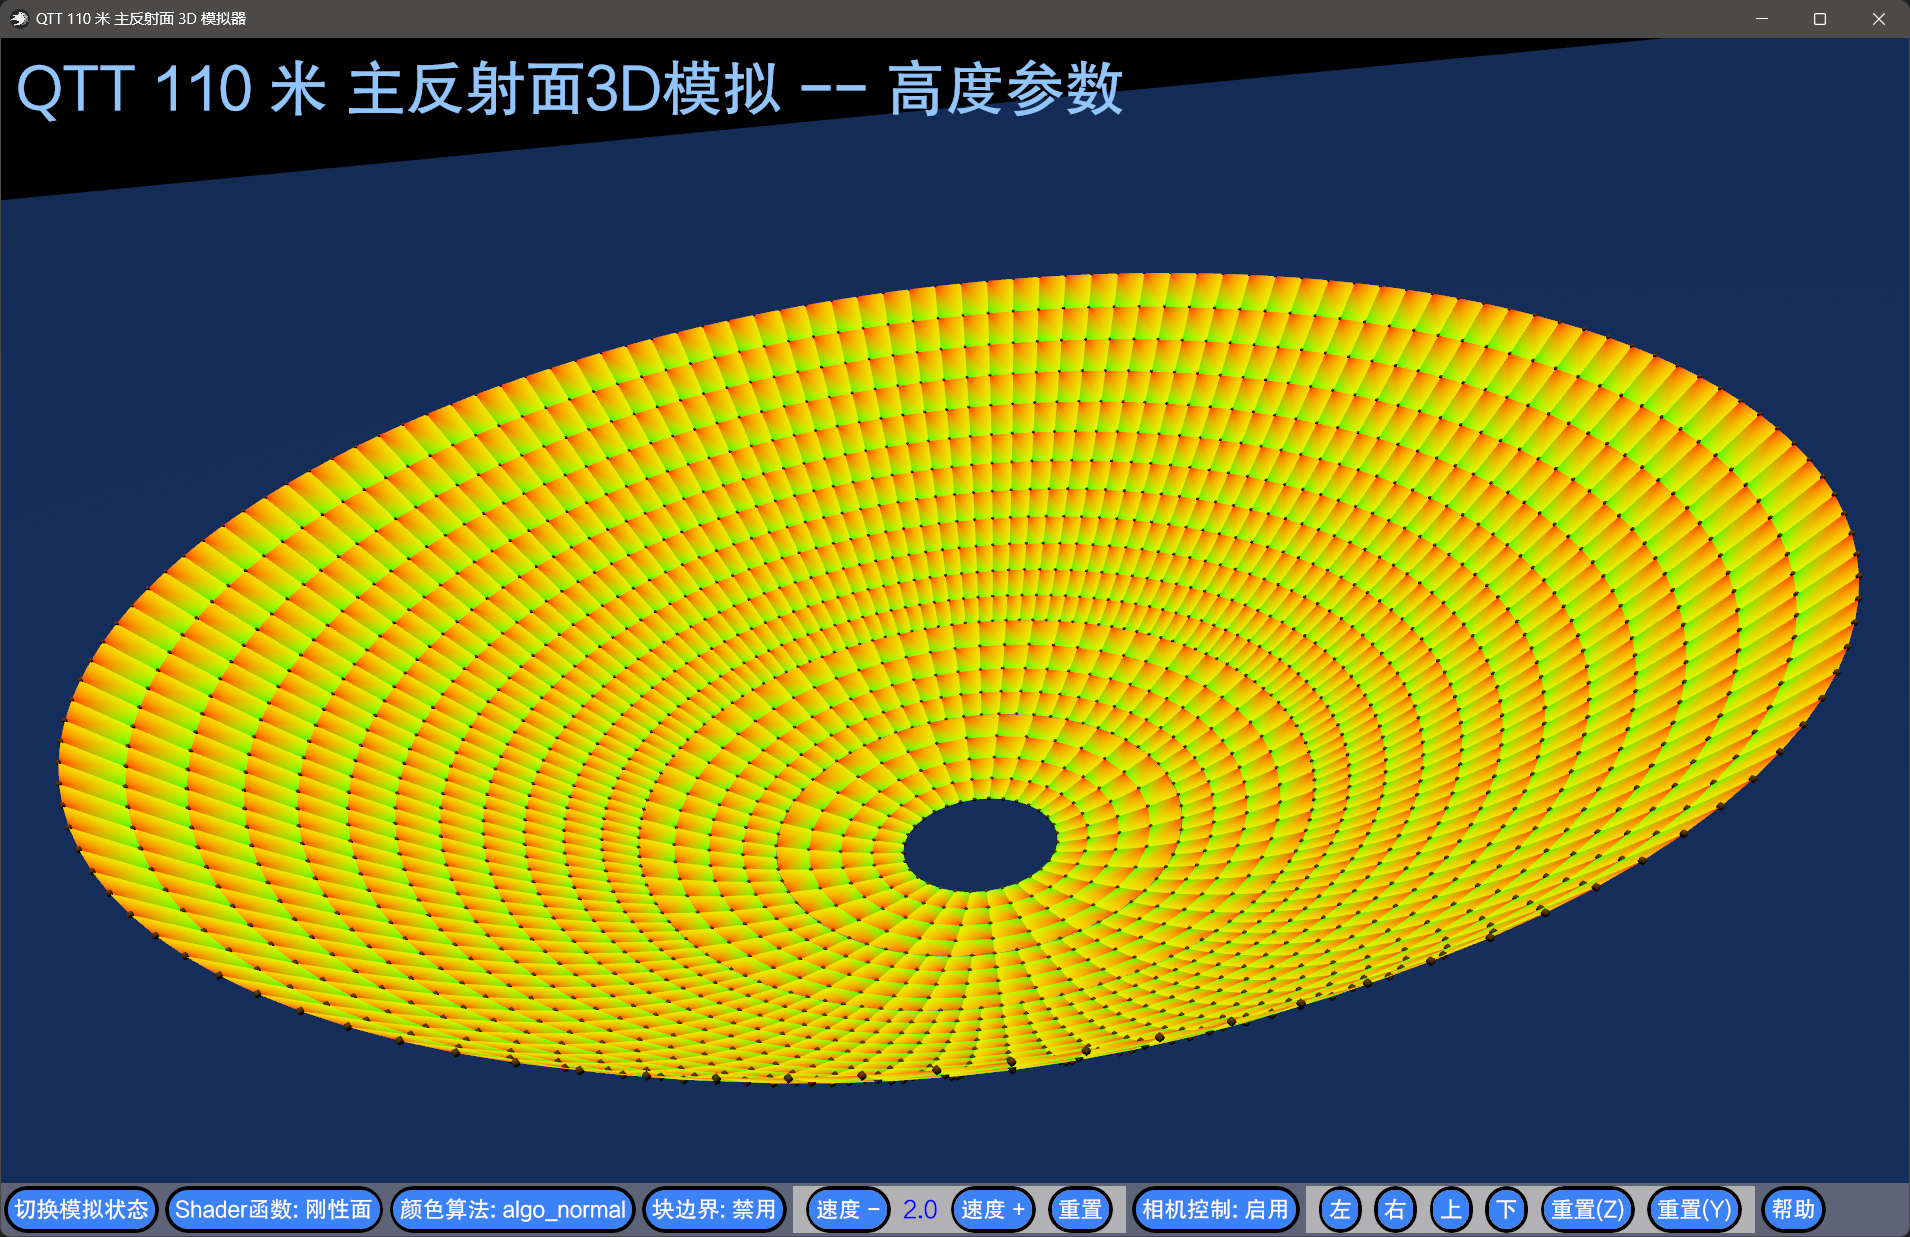 QTT 110 米 主反射面 3D 模拟器
QTT 110 米 主反射面3D模拟 -- 高度参数
切换模拟状态 Shader函数: 刚性面 颜色算法: algo_normal 块边界: 禁用 速度 - 2.0 速度 + 重置 相机控制: 启用 左 右 上 下 重置(Z) 重置(Y) 帮助